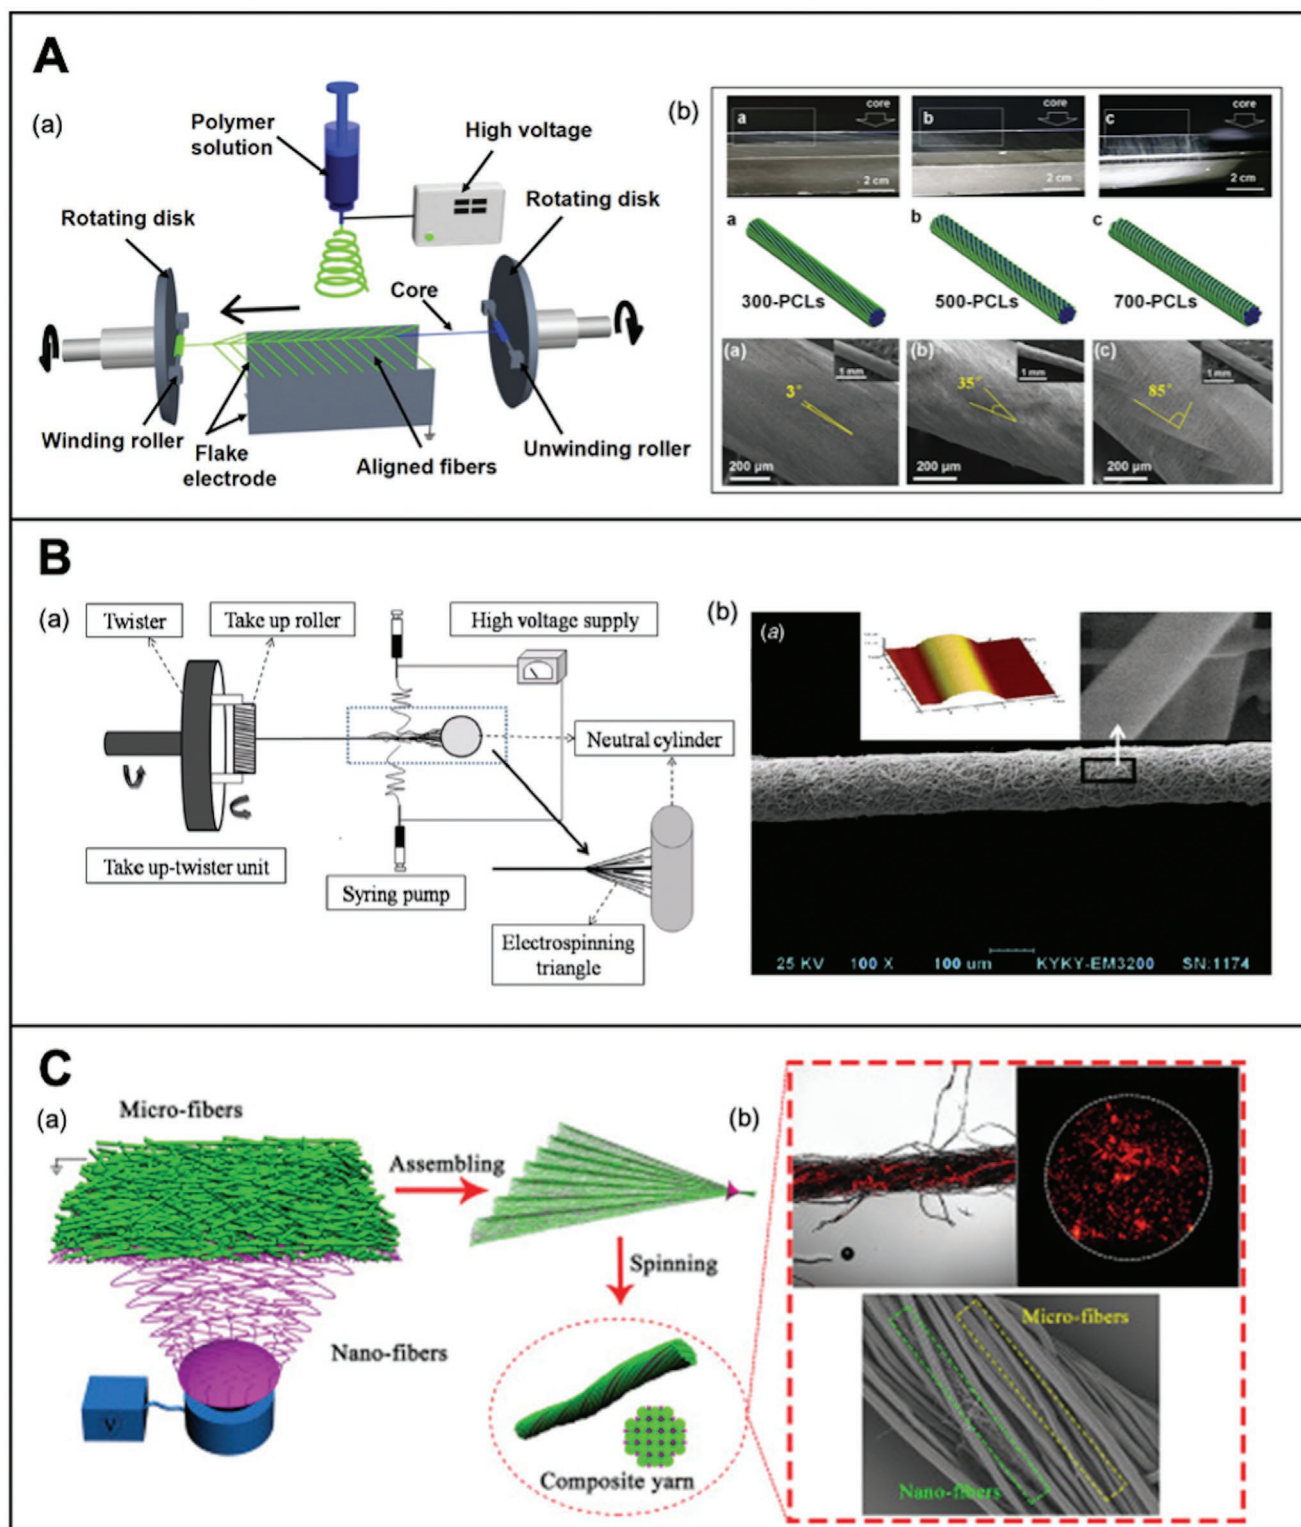 A
(a)
Polymer
solution
High voltage
Rotating disk
Rotating disk
Core
Winding roller
Flake
electrode
Aligned fibers
Unwinding roller
(b)
a
core
2 cm
b
core
2 cm
c
core
2 cm
a
300-PCLs
b
500-PCLs
c
700-PCLs
(a)
1 mm
3°
200 μm
(b)
1 mm
35°
200 μm
(c)
1 mm
85°
200 μm
B
(a)
Twister
Take up roller
High voltage supply
Neutral cylinder
Take up-twister unit
Syring pump
Electrospinning
triangle
(b)
(a)
25 KV 100 X 100 um KYKY-EM3200 SN:1174
C
(a)
Micro-fibers
Assembling
Spinning
Nano-fibers
V
Composite yarn
(b)
Micro-fibers
Nano-fibers